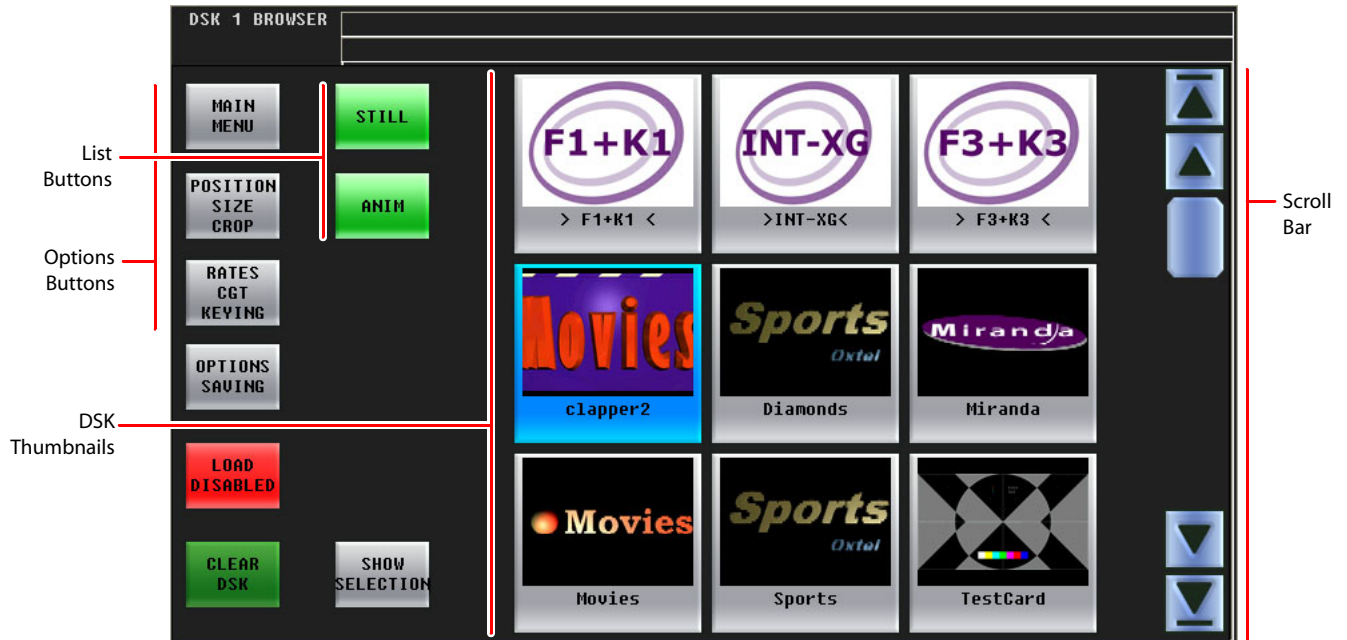 DSK 1 BROWSER
List
Buttons
Options
Buttons
DSK
Thumbnails
MAIN
MENU
POSITION
SIZE
CROP
RATES
CGT
KEYING
OPTIONS
SAVING
LOAD
DISABLED
CLEAR
DSK
STILL
ANIM
SHOW
SELECTION
F1+K1
> F1+K1 <
INT-XG
>INT-XG<
F3+K3
> F3+K3 <
Movies
clapper2
Sports
Oxtel
Diamonds
Miranda
Miranda
Movies
Movies
Sports
Oxtel
Sports
TestCard
Scroll
Bar